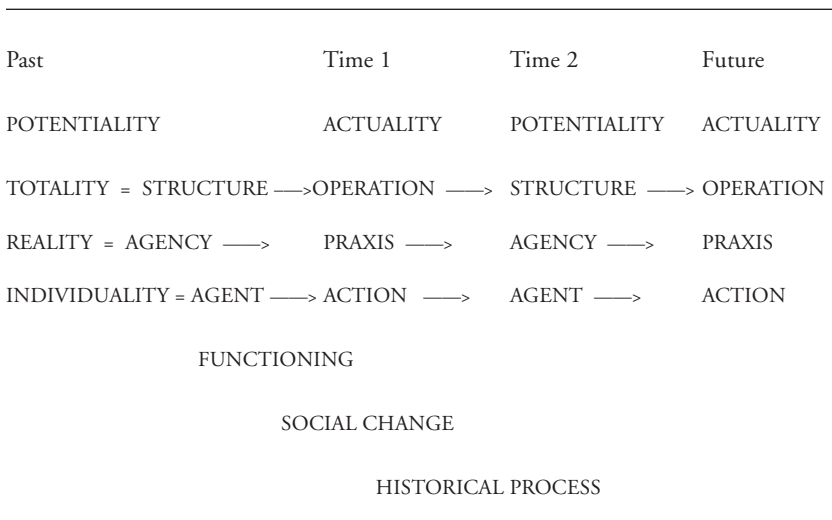 Past Time 1 Time 2 Future
POTENTIALITY ACTUALITY POTENTIALITY ACTUALITY
TOTALITY = STRUCTURE —–>OPERATION ——> STRUCTURE ——> OPERATION
REALITY = AGENCY ——> PRAXIS ——> AGENCY ——> PRAXIS
INDIVIDUALITY = AGENT ——> ACTION ——> AGENT ——> ACTION
FUNCTIONING
SOCIAL CHANGE
HISTORICAL PROCESS